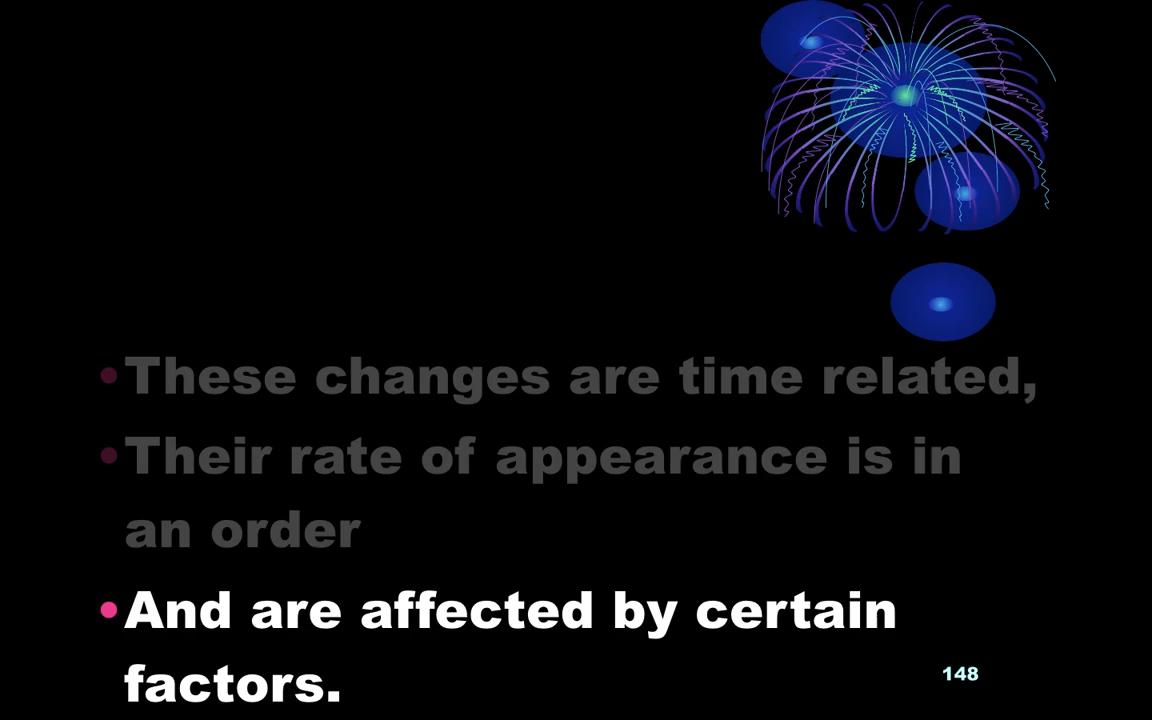 •These changes are time related,
•Their rate of appearance is in
an order
•And are affected by certain
factors.
148